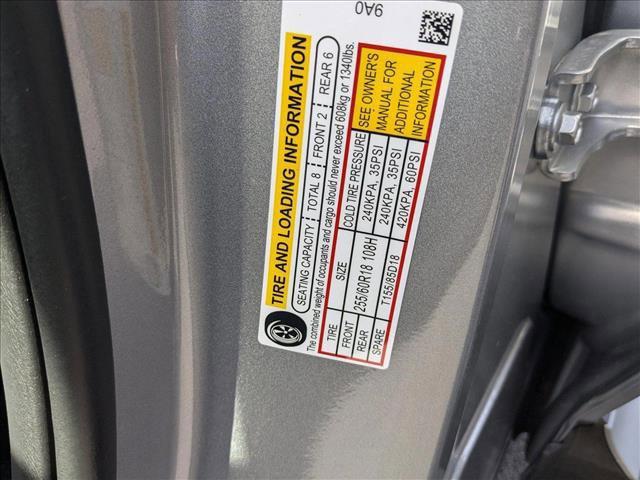 9A0
TIRE AND LOADING INFORMATION
SEATING CAPACITY TOTAL 8 FRONT 2 REAR 6
The combined weight of occupants and cargo should never exceed 608kg or 1340lbs.
TIRE SIZE COLD TIRE PRESSURE SEE OWNER'S MANUAL FOR ADDITIONAL INFORMATION
FRONT 255/60R18 108H 240KPA, 35PSI
REAR 240KPA, 35PSI
SPARE T155/85D18 420KPA, 60PSI